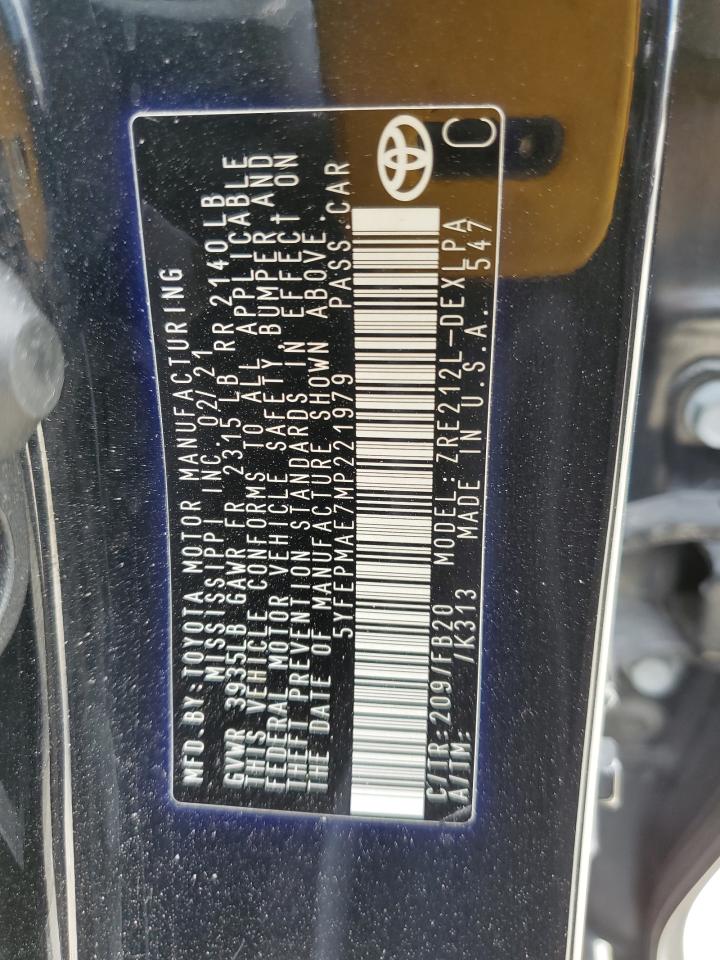 MFD.BY:TOYOTA MOTOR MANUFACTURING
MISSISSIPPI INC. 02/21
GVWR 3935LB GAWR FR 2315LB RR 2140LB
THIS VEHICLE CONFORMS TO ALL APPLICABLE
FEDERAL MOTOR VEHICLE SAFETY, BUMPER AND
THEFT PREVENTION STANDARDS IN EFFECT ON
THE DATE OF MANUFACTURE SHOWN ABOVE.
5YFEPMAE7MP221979 PASS.CAR
C/TR:209/FB20 MODEL:ZRE212L-DEXLPA
A/TM: /K313 MADE IN U.S.A. 547
C